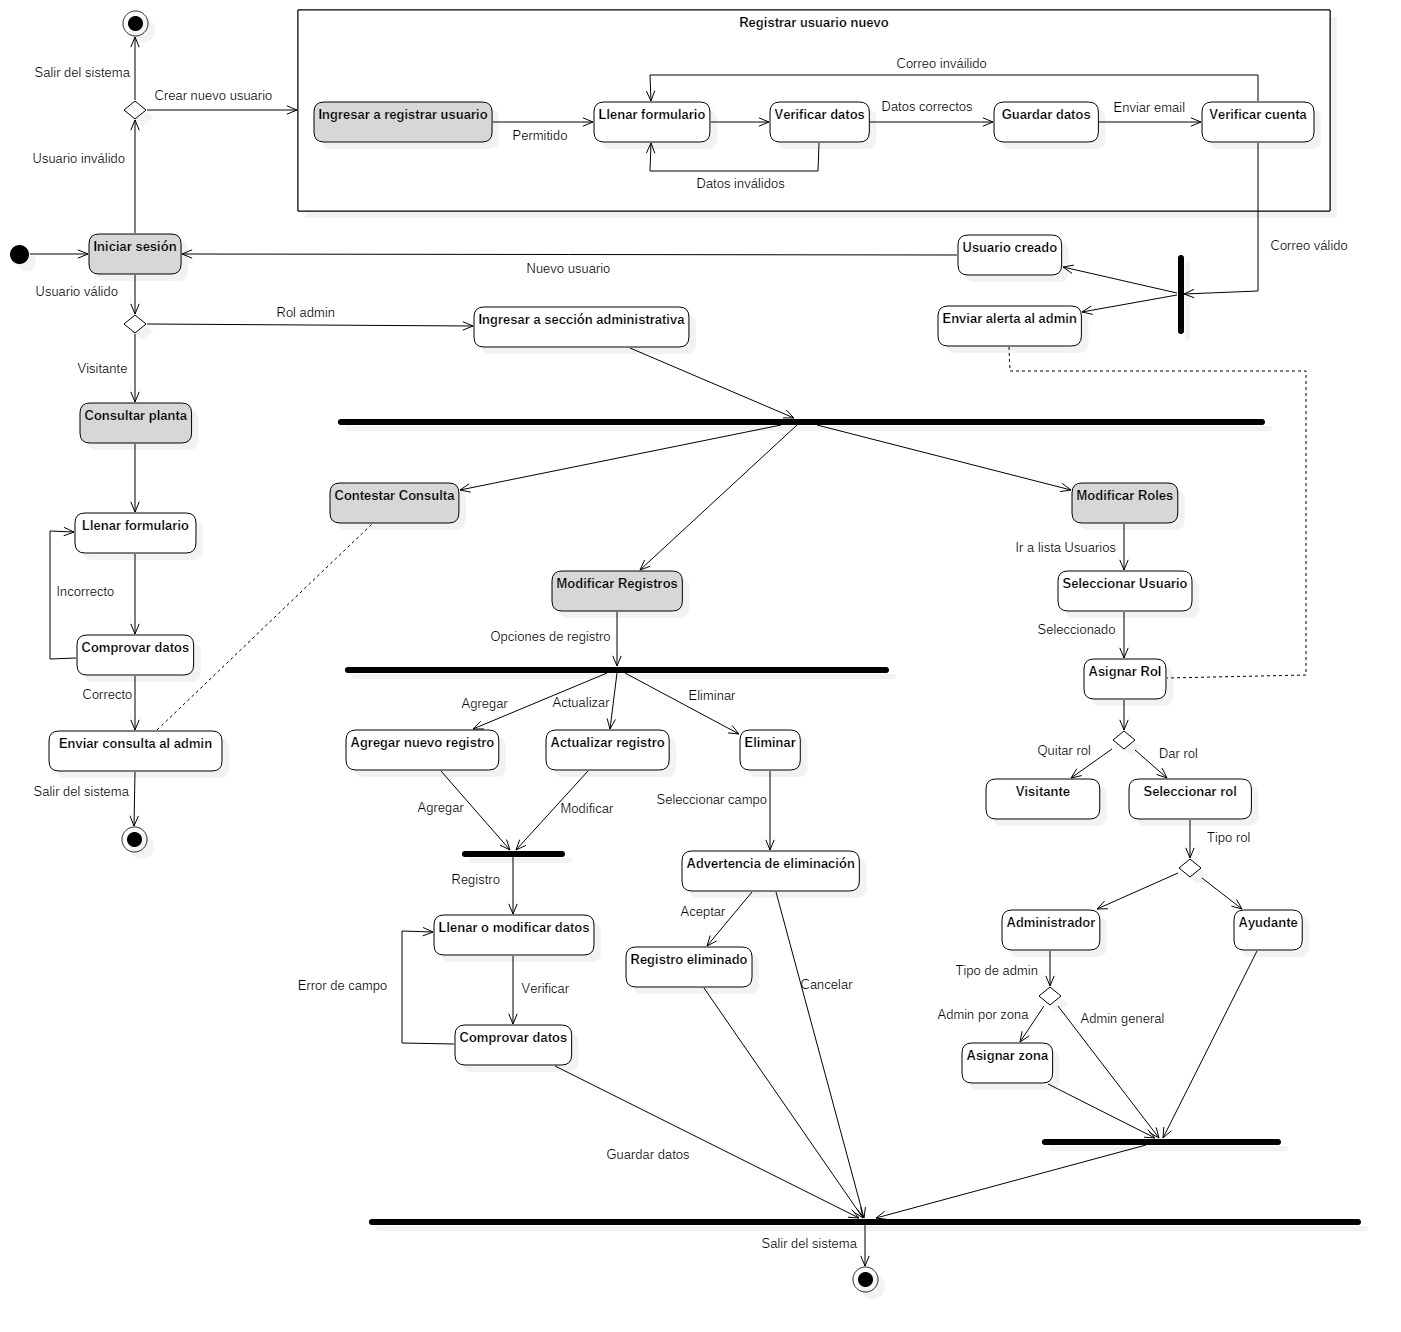 Registrar usuario nuevo
Salir del sistema
Crear nuevo usuario
Correo inváilido
Ingresar a registrar usuario
Permitido
Llenar formulario
Verificar datos
Datos correctos
Guardar datos
Enviar email
Verificar cuenta
Datos inválidos
Usuario inválido
Iniciar sesión
Nuevo usuario
Usuario creado
Correo válido
Usuario válido
Rol admin
Ingresar a sección administrativa
Enviar alerta al admin
Visitante
Consultar planta
Contestar Consulta
Modificar Roles
Llenar formulario
Ir a lista Usuarios
Incorrecto
Modificar Registros
Seleccionar Usuario
Opciones de registro
Seleccionado
Comprovar datos
Asignar Rol
Correcto
Agregar
Actualizar
Eliminar
Enviar consulta al admin
Agregar nuevo registro
Actualizar registro
Eliminar
Quitar rol
Dar rol
Salir del sistema
Visitante
Seleccionar rol
Agregar
Modificar
Seleccionar campo
Tipo rol
Registro
Advertencia de eliminación
Llenar o modificar datos
Aceptar
Administrador
Ayudante
Registro eliminado
Tipo de admin
Error de campo
Verificar
Cancelar
Admin por zona
Admin general
Comprovar datos
Asignar zona
Guardar datos
Salir del sistema